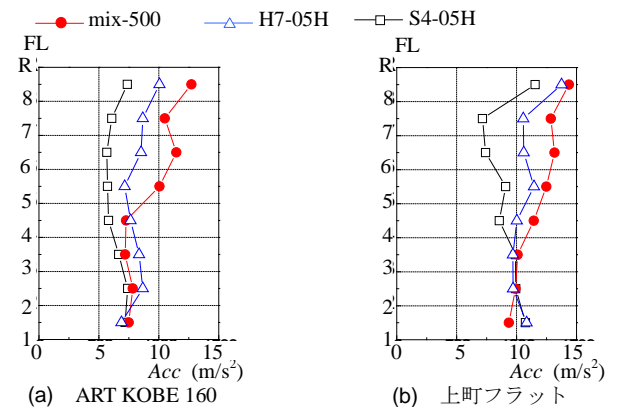 mix-500 H7-05H S4-05H
FL FL
R R
8 8
7 7
6 6
5 5
4 4
3 3
2 2
1 1
0 5 10 15 0 5 10 15
Acc (m/s²) Acc (m/s²)
(a) ART KOBE 160 (b) 上町フラット